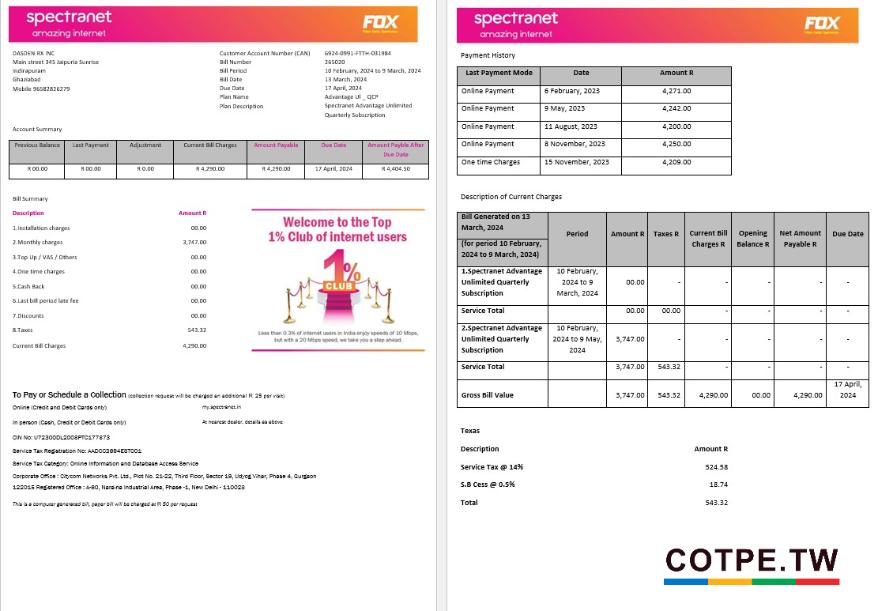 spectranet
amazing internet
FOX
DASDEN RX INC
Main street 345 Jaipuria Sunrise
Indirapuram
Ghaziabad
Mobile 96582826279
Customer Account Number (CAN) 6924-0991-FTTH-031984
Bill Number 265020
Bill Period 10 February, 2024 to 9 March, 2024
Bill Date 13 March, 2024
Due Date 17 April, 2024
Plan Name Advantage UI _ QCP
Plan Description Spectranet Advantage Unlimited
Quarterly Subscription
Account Summary
Previous Balance Last Payment Adjustment Current Bill Charges Amount Payable Due Date Amount Payble After
Due Date
R 00.00 R 00.00 R 0.00 R 4,290.00 R 4,290.00 17 April, 2024 R 4,404.50
Bill Summary
Description Amount R
1.Installation charges 00.00
2.Monthly charges 3,747.00
3.Top Up / VAS / Others 00.00
4.One time charges 00.00
5.Cash Back 00.00
6.Last bill period late fee 00.00
7.Discounts 00.00
8.Taxes 543.32
Current Bill Charges 4,290.00
Welcome to the Top
1% Club of internet users
1%
CLUB
Less than 0.3% of internet users in India enjoy speeds of 20 Mbps,
but with a 20 Mbps speed, we take you a step ahead.
To Pay or Schedule a Collection (collection request will be charged an additional R 25 per visit)
Online (Credit and Debit Cards only) my.spectranet.in
In person (Cash, Credit or Debit Cards only) At nearest dealer, details as above
CIN No: U72300DL2008PTC177873
Service Tax Registration No:
Service Tax Category: Online Information and Database Access Service
Corporate Office : Citycom Networks Pvt. Ltd., Plot No. 21-22, Third Floor, Sector 19, Udyog Vihar, Phase 4, Gurgaon
122015 Registered Office : A-80, Naraina Industrial Area, Phase -1, New Delhi - 110028
This is a computer generated bill, paper bill will be charged at R 50 per request
spectranet
amazing internet
FOX
Payment History
Last Payment Mode Date Amount R
Online Payment 6 February, 2023 4,271.00
Online Payment 9 May, 2023 4,242.00
Online Payment 11 August, 2023 4,200.00
Online Payment 8 November, 2023 4,250.00
One time Charges 15 November, 2023 4,209.00
Description of Current Charges
Bill Generated on 13
March, 2024
(for period 10 February,
2024 to 9 March, 2024)
Period Amount R Taxes R Current Bill
Charges R Opening
Balance R Net Amount
Payable R Due Date
1.Spectranet Advantage
Unlimited Quarterly
Subscription
10 February,
2024 to 9
March, 2024
00.00 - - - - -
Service Total 00.00 00.00 - - - -
2.Spectranet Advantage
Unlimited Quarterly
Subscription
10 February,
2024 to 9 May,
2024
3,747.00 - - - - -
Service Total 3,747.00 543.32 - - - -
Gross Bill Value 3,747.00 543.32 4,290.00 00.00 4,290.00 17 April,
2024
Texas
Description Amount R
Service Tax @ 14% 524.58
S.B Cess @ 0.5% 18.74
Total 543.32
COTPE.TW